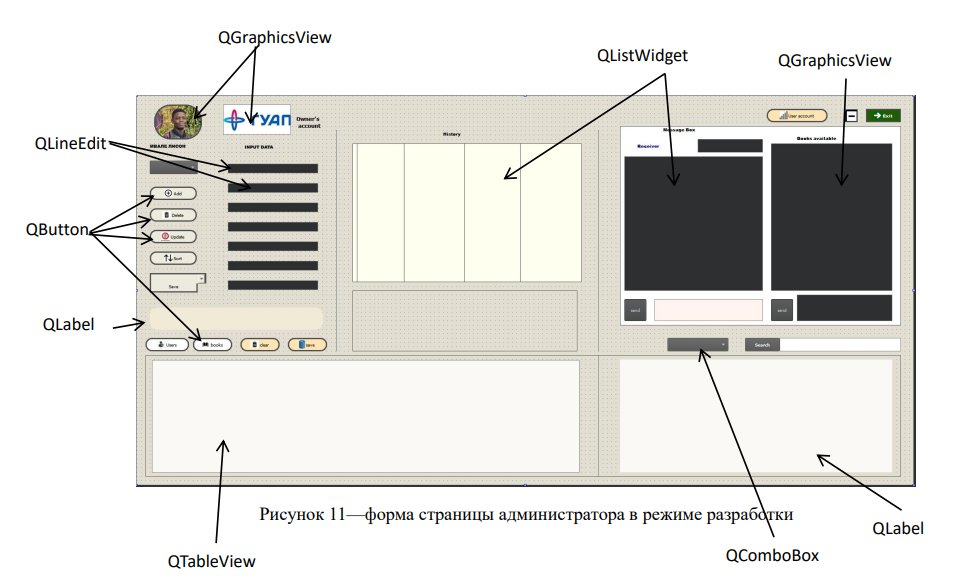 QGraphicsView
QListWidget
QGraphicsView
QLineEdit
QButton
QLabel
ГУАП
Owner's
account
ИВАЛЕ ЛИСОН
INPUT DATA
Add
Delete
Update
Sort
Save
Users
books
clear
save
History
User account
Exit
Message Box
Receiver
Books available
send
send
Search
Рисунок 11—форма страницы администратора в режиме разработки
QTableView
QComboBox
QLabel